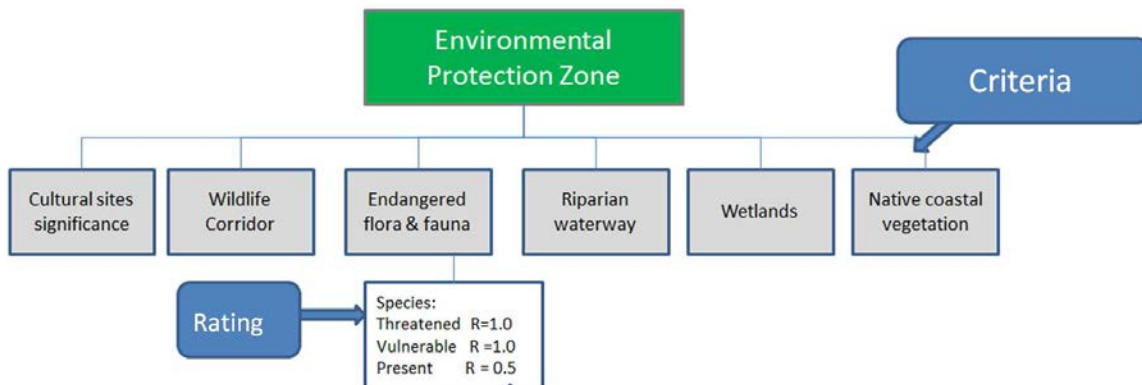 Environmental
Protection Zone
Criteria
Cultural sites
significance
Wildlife
Corridor
Endangered
flora & fauna
Riparian
waterway
Wetlands
Native coastal
vegetation
Rating
Species:
Threatened R=1.0
Vulnerable R =1.0
Present R = 0.5